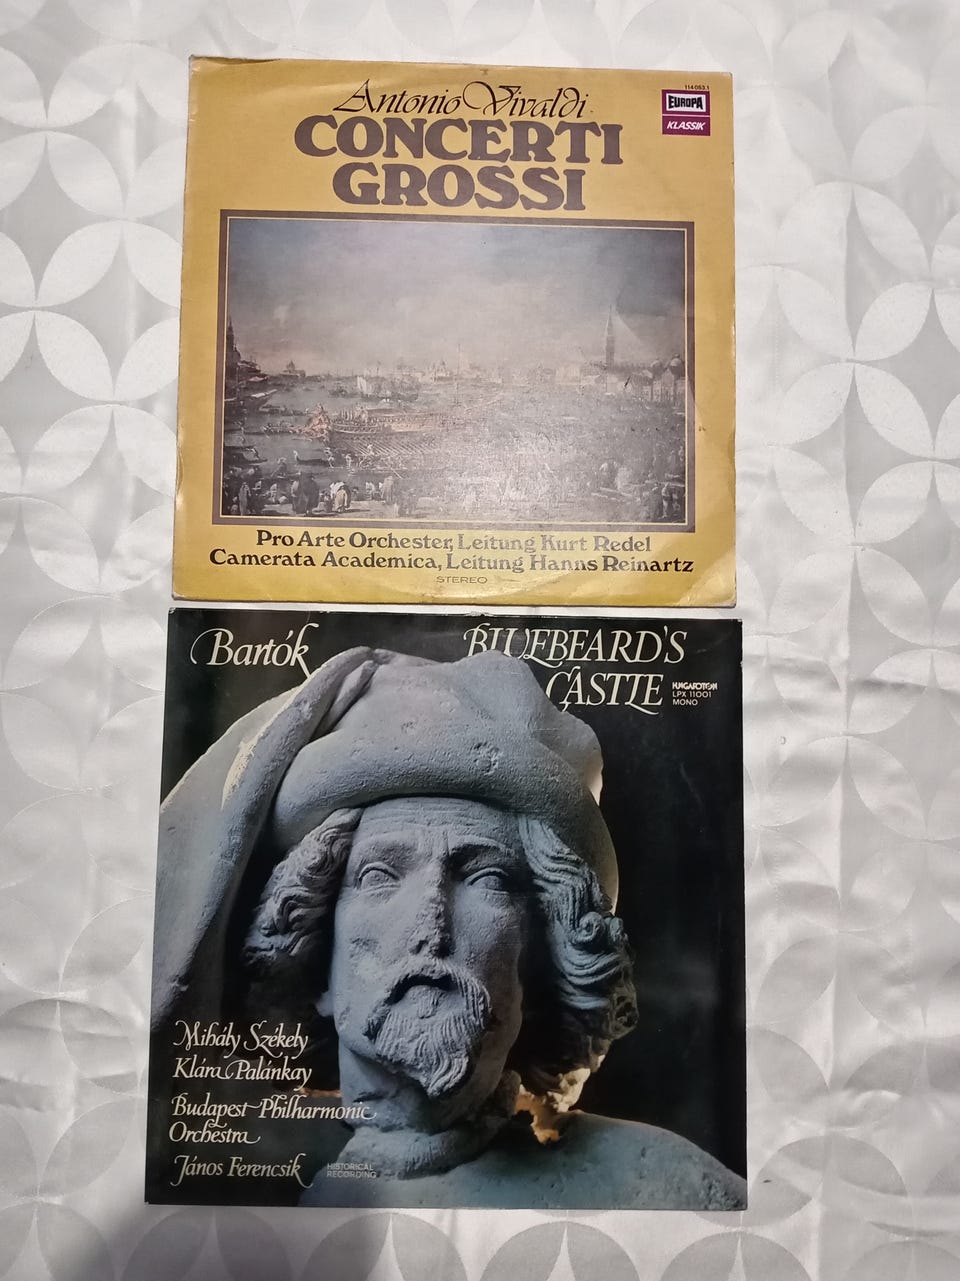 114 053.1
Antonio Vivaldi
EUROPA
KLASSIK
CONCERTI
GROSSI
Pro Arte Orchester, Leitung Kurt Redel
Camerata Academica, Leitung Hanns Reinartz
STEREO
Bartók
BLUEBEARD'S
CASTLE
HUNGAROTON
LPX 11001
MONO
Mihály Székely
Klára Palánkay
Budapest Philharmonic
Orchestra
János Ferencsik
HISTORICAL
RECORDING